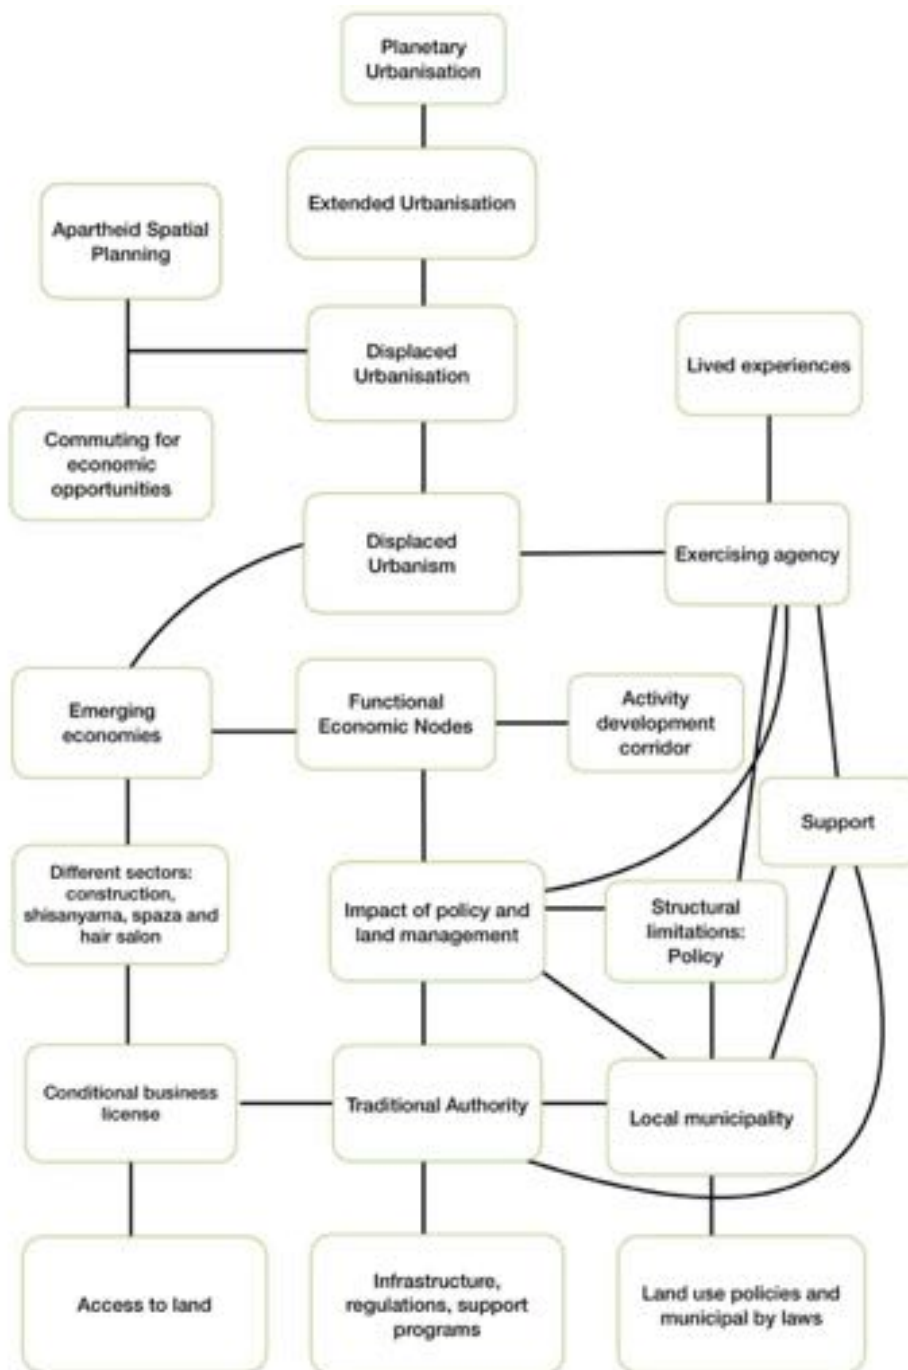 Planetary
Urbanisation
Extended Urbanisation
Apartheid Spatial
Planning
Displaced
Urbanisation
Lived experiences
Commuting for
economic
opportunities
Displaced
Urbanism
Exercising agency
Emerging
economies
Functional
Economic Nodes
Activity
development
corridor
Support
Different sectors:
construction,
shisanyama, spaza and
hair salon
Impact of policy and
land management
Structural
limitations:
Policy
Conditional business
license
Traditional Authority
Local municipality
Access to land
Infrastructure,
regulations, support
programs
Land use policies and
municipal by laws